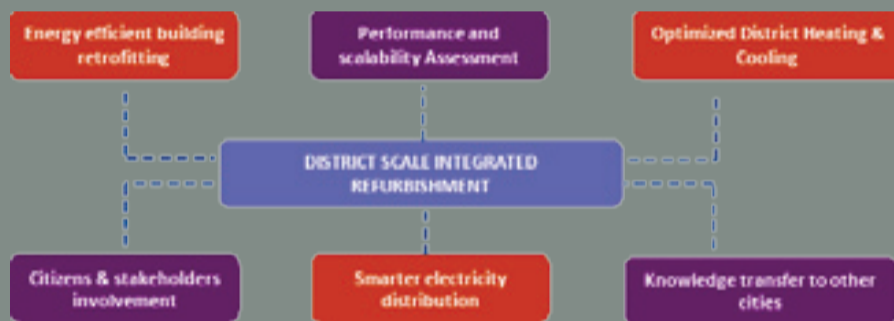 Energy efficient building
retrofitting
Performance and
scalability Assessment
Optimized District Heating &
Cooling
DISTRICT SCALE INTEGRATED
REFURBISHMENT
Citizens & stakeholders
involvement
Smarter electricity
distribution
Knowledge transfer to other
cities